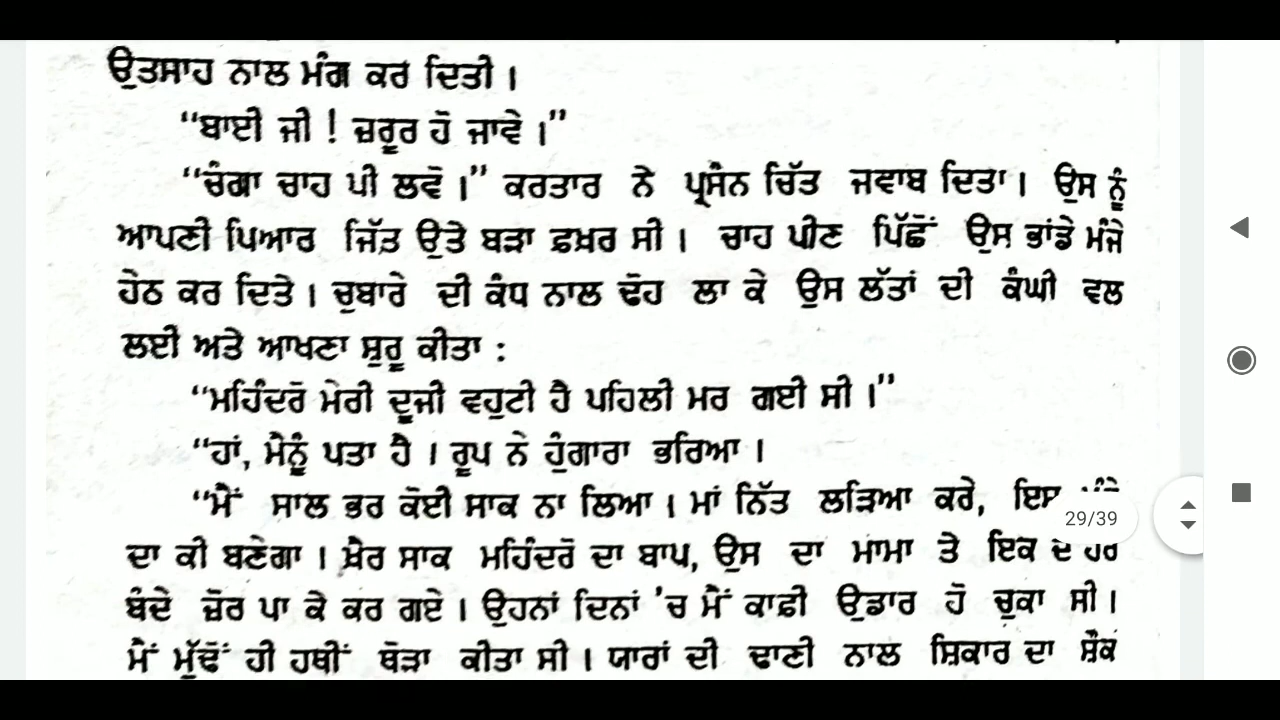 ਉਤਸਾਹ ਨਾਲ ਮੰਗ ਕਰ ਦਿਤੀ ।
“ਬਾਈ ਜੀ ! ਜ਼ਰੂਰ ਹੋ ਜਾਵੇ ।”
“ਚੰਗਾ ਚਾਹ ਪੀ ਲਵੋ ।” ਕਰਤਾਰ ਨੇ ਪ੍ਰਸੰਨ ਚਿੱਤ ਜਵਾਬ ਦਿਤਾ । ਉਸ ਨੂੰ
ਆਪਣੀ ਪਿਆਰ ਜਿੱਤ ਉਤੇ ਬੜਾ ਫ਼ਖ਼ਰ ਸੀ । ਚਾਹ ਪੀਣ ਪਿੱਛੋਂ ਉਸ ਭਾਂਡੇ ਮੰਜੇ
ਹੇਠ ਕਰ ਦਿਤੇ । ਚੁਬਾਰੇ ਦੀ ਕੰਧ ਨਾਲ ਢੋਹ ਲਾ ਕੇ ਉਸ ਲੱਤਾਂ ਦੀ ਕੰਘੀ ਵਲ
ਲਈ ਅਤੇ ਆਖਣਾ ਸ਼ੁਰੂ ਕੀਤਾ :
“ਮਹਿੰਦਰੋ ਮੇਰੀ ਦੂਜੀ ਵਹੁਟੀ ਹੈ ਪਹਿਲੀ ਮਰ ਗਈ ਸੀ ।”
“ਹਾਂ, ਮੈਨੂੰ ਪਤਾ ਹੈ । ਰੂਪ ਨੇ ਹੁੰਗਾਰਾ ਭਰਿਆ ।
“ਮੈਂ ਸਾਲ ਭਰ ਕੋਈ ਸਾਕ ਨਾ ਲਿਆ । ਮਾਂ ਨਿੱਤ ਲੜਿਆ ਕਰੇ, ਇਸ
29/39
ਦਾ ਕੀ ਬਣੇਗਾ । ਖ਼ੈਰ ਸਾਕ ਮਹਿੰਦਰੋ ਦਾ ਬਾਪ, ਉਸ ਦਾ ਮਾਮਾ ਤੇ ਇਕ ਦੋ ਹੋਰ
ਬੰਦੇ ਜ਼ੋਰ ਪਾ ਕੇ ਕਰ ਗਏ । ਉਹਨਾਂ ਦਿਨਾਂ 'ਚ ਮੈਂ ਕਾਫ਼ੀ ਉਡਾਰ ਹੋ ਚੁਕਾ ਸੀ ।
ਮੈਂ ਮੁੱਢੋਂ ਹੀ ਹਥੀਂ ਥੋੜਾ ਕੀਤਾ ਸੀ । ਯਾਰਾਂ ਦੀ ਢਾਣੀ ਨਾਲ ਸ਼ਿਕਾਰ ਦਾ ਸ਼ੌਕ